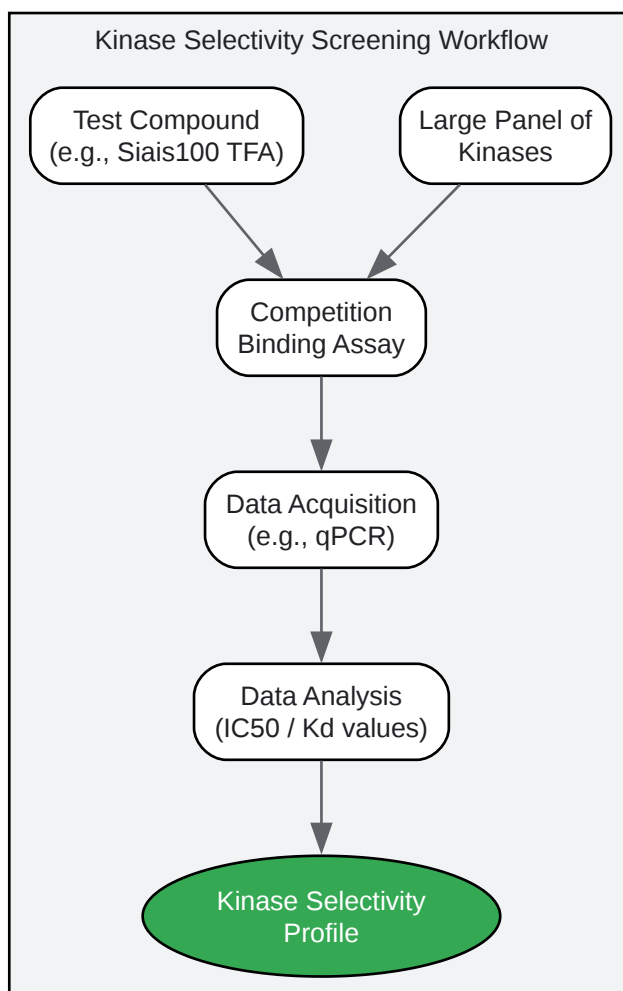 Kinase Selectivity Screening Workflow
Test Compound
(e.g., Siais100 TFA)
Large Panel of
Kinases
Competition
Binding Assay
Data Acquisition
(e.g., qPCR)
Data Analysis
(IC50 / Kd values)
Kinase Selectivity
Profile